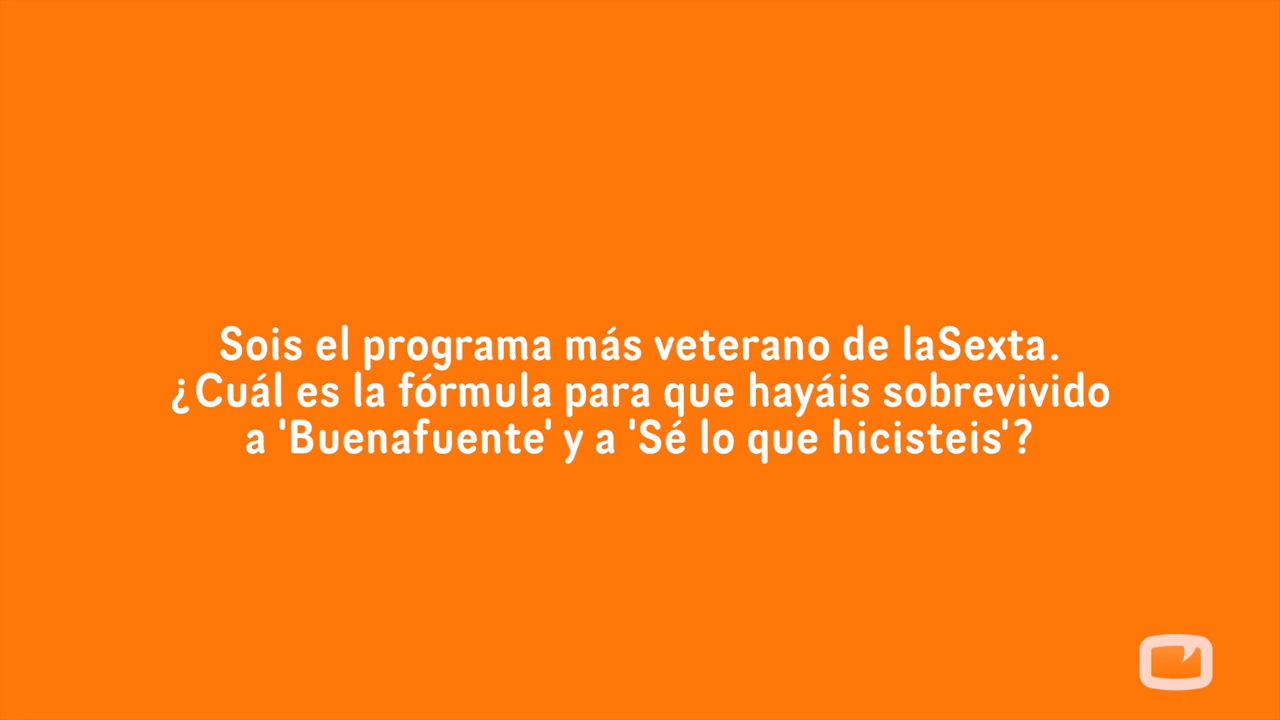 Sois el programa más veterano de laSexta.
¿Cuál es la fórmula para que hayáis sobrevivido
a 'Buenafuente' y a 'Sé lo que hicisteis'?